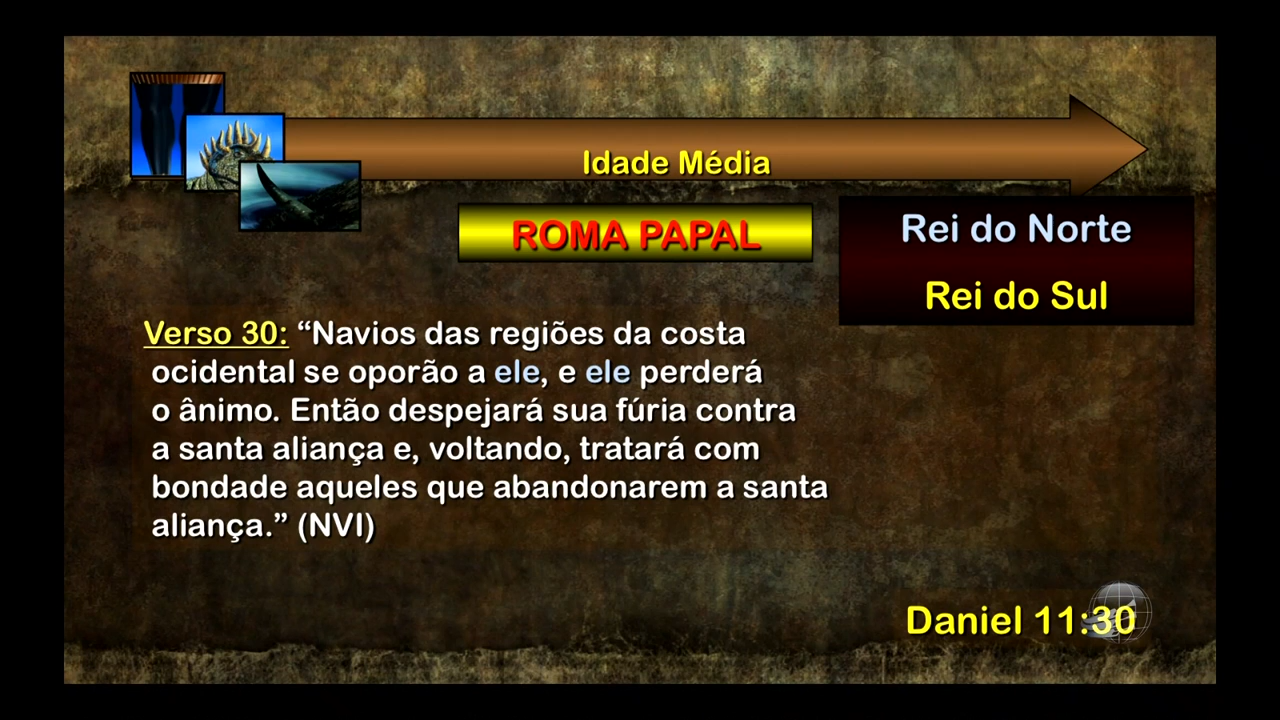 Idade Média
ROMA PAPAL
Rei do Norte
Rei do Sul
Verso 30: “Navios das regiões da costa
ocidental se oporão a ele, e ele perderá
o ânimo. Então despejará sua fúria contra
a santa aliança e, voltando, tratará com
bondade aqueles que abandonarem a santa
aliança.” (NVI)
Daniel 11:30